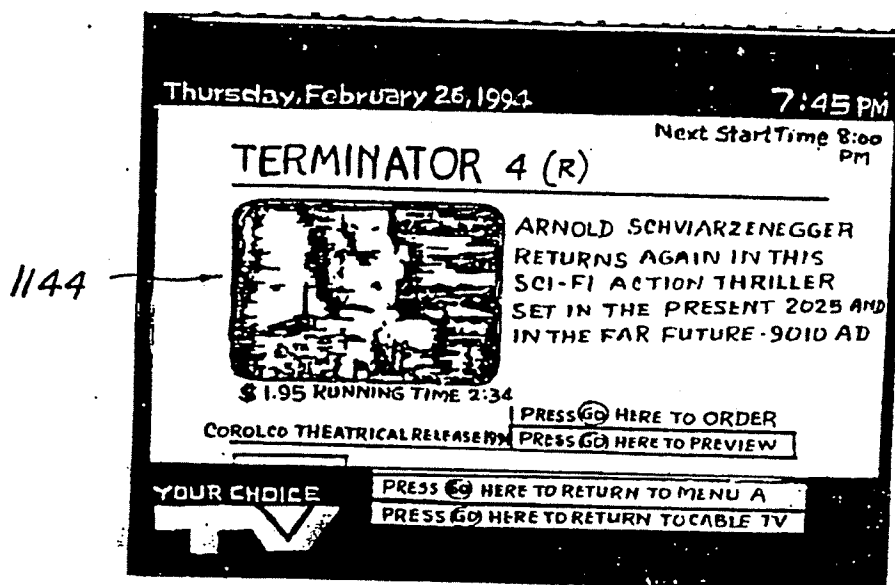 Thursday, February 26, 1994
7:45 PM
Next Start Time 8:00
PM
TERMINATOR 4 (R)
1144
ARNOLD SCHVIARZENEGGER
RETURNS AGAIN IN THIS
SCI-FI ACTION THRILLER
SET IN THE PRESENT 2025 AND
IN THE FAR FUTURE - 9010 AD
$1.95 RUNNING TIME 2:34
PRESS GO HERE TO ORDER
COROLCO THEATRICAL RELEASE
PRESS GO HERE TO PREVIEW
YOUR CHOICE
TV
PRESS GO HERE TO RETURN TO MENU A
PRESS GO HERE TO RETURN TO CABLE TV